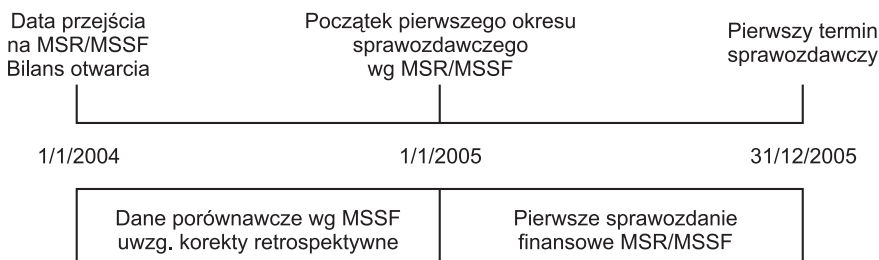 Data przejścia
na MSR/MSSF
Bilans otwarcia
Początek pierwszego okresu
sprawozdawczego
wg MSR/MSSF
Pierwszy termin
sprawozdawczy
1/1/2004
1/1/2005
31/12/2005
Dane porównawcze wg MSSF
uwzg. korekty retrospektywne
Pierwsze sprawozdanie
finansowe MSR/MSSF